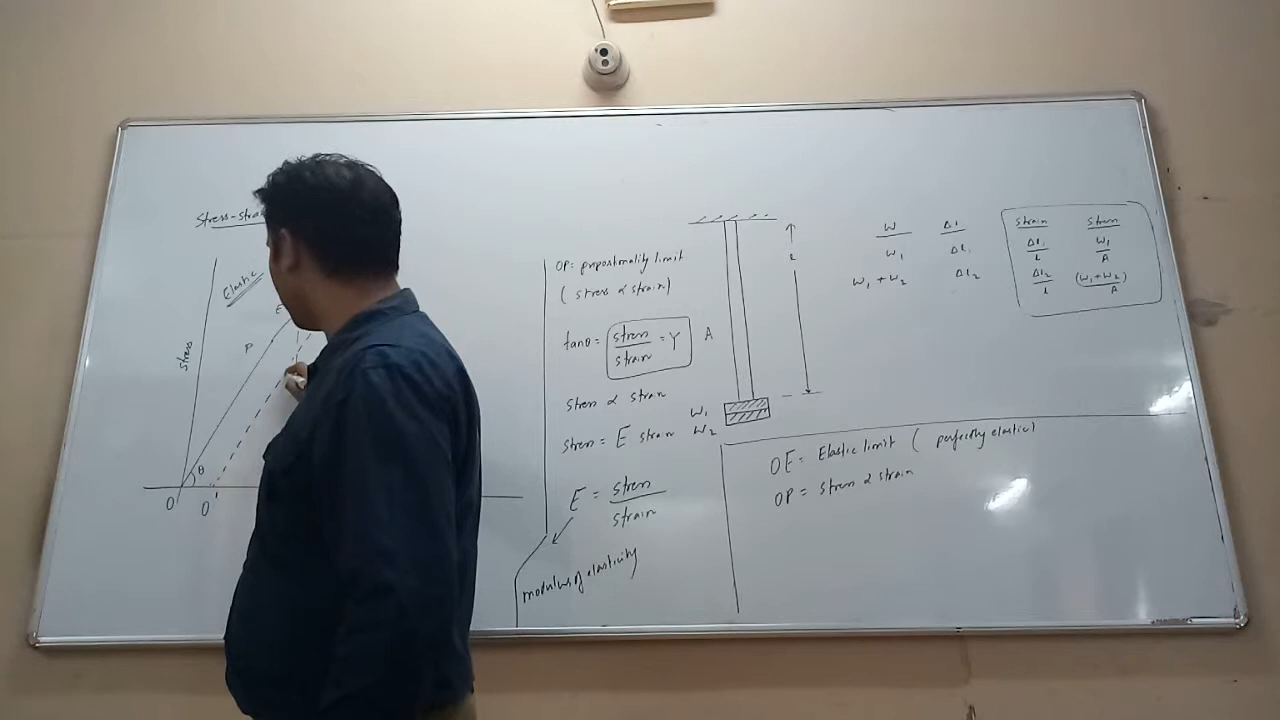 Stress-strai
Elastic
E
P
stress
θ
O
O'
OP = propotionality limit
( stress α strain)
tanθ = stress/strain = Y
stress α strain
stress = E strain
E = stress/strain
modulus of elasticity
A
L
W₁
W₂
W Δl
W₁ Δl₁
W₁ + W₂ Δl₂
strain stress
Δl₁/L W₁/A
Δl₂/L (W₁+W₂)/A
OE = Elastic limit ( perfectly elastic)
OP = stress α strain